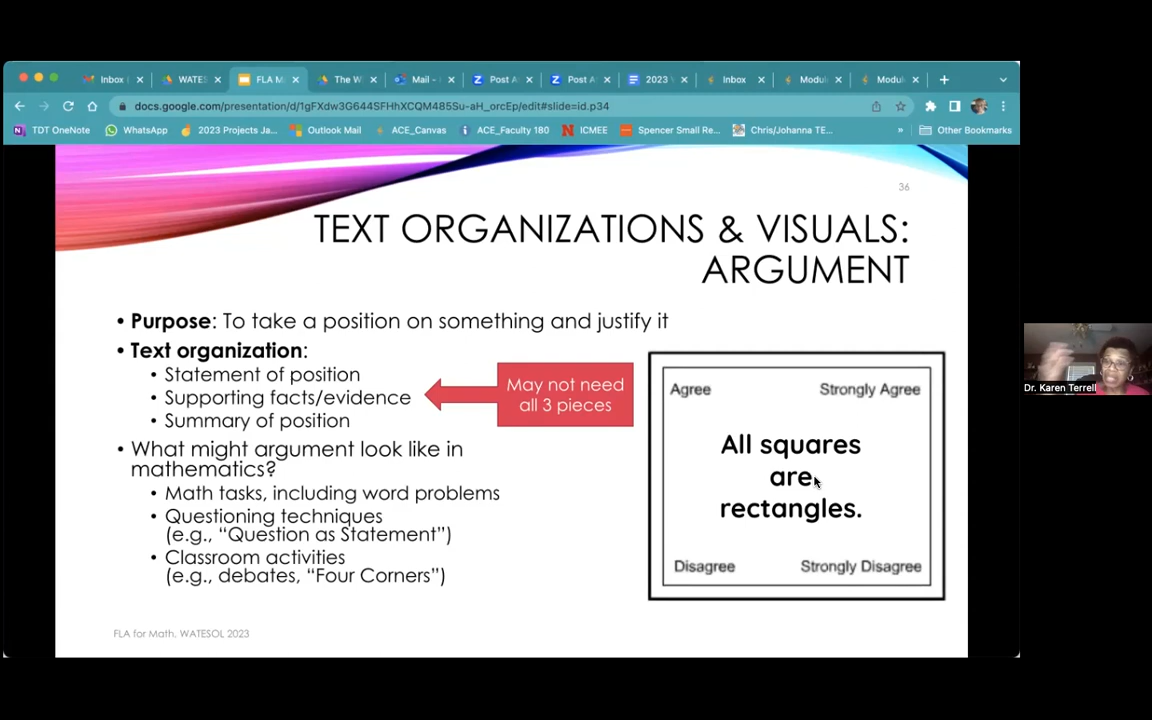 Inbox (
WATES
FLA M
The W
Mail -
Post A
Post A
2023
Inbox
Modul
Modul
docs.google.com/presentation/d/1gFXdw3G644SFHhXCQM485Su-aH_orcEp/edit#slide=id.p34
TDT OneNote
WhatsApp
2023 Projects Ja...
Outlook Mail
ACE_Canvas
ACE_Faculty 180
ICMEE
Spencer Small Re...
Chris/Johanna TE...
»
Other Bookmarks
36
TEXT ORGANIZATIONS & VISUALS:
ARGUMENT
• Purpose: To take a position on something and justify it
• Text organization:
• Statement of position
• Supporting facts/evidence
• Summary of position
May not need
all 3 pieces
• What might argument look like in
mathematics?
• Math tasks, including word problems
• Questioning techniques
(e.g., “Question as Statement”)
• Classroom activities
(e.g., debates, “Four Corners”)
Agree
Strongly Agree
All squares
are
rectangles.
Disagree
Strongly Disagree
FLA for Math. WATESOL 2023
Dr. Karen Terrell